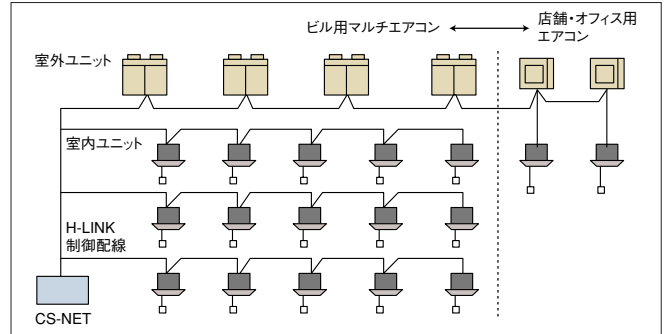 ビル用マルチエアコン
店舗・オフィス用
エアコン
室外ユニット
室内ユニット
H-LINK
制御配線
CS-NET